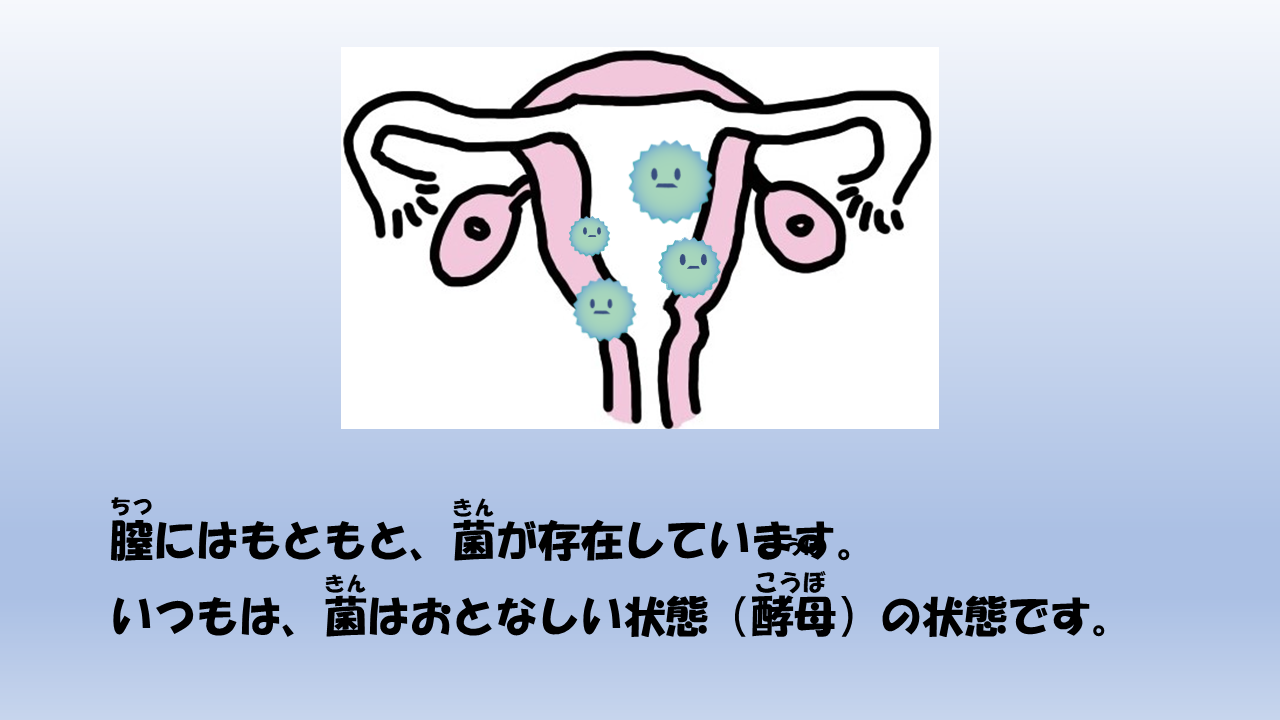 ちつ きん
膣にはもともと、菌が存在しています。
きん こうぼ
いつもは、菌はおとなしい状態（酵母）の状態です。